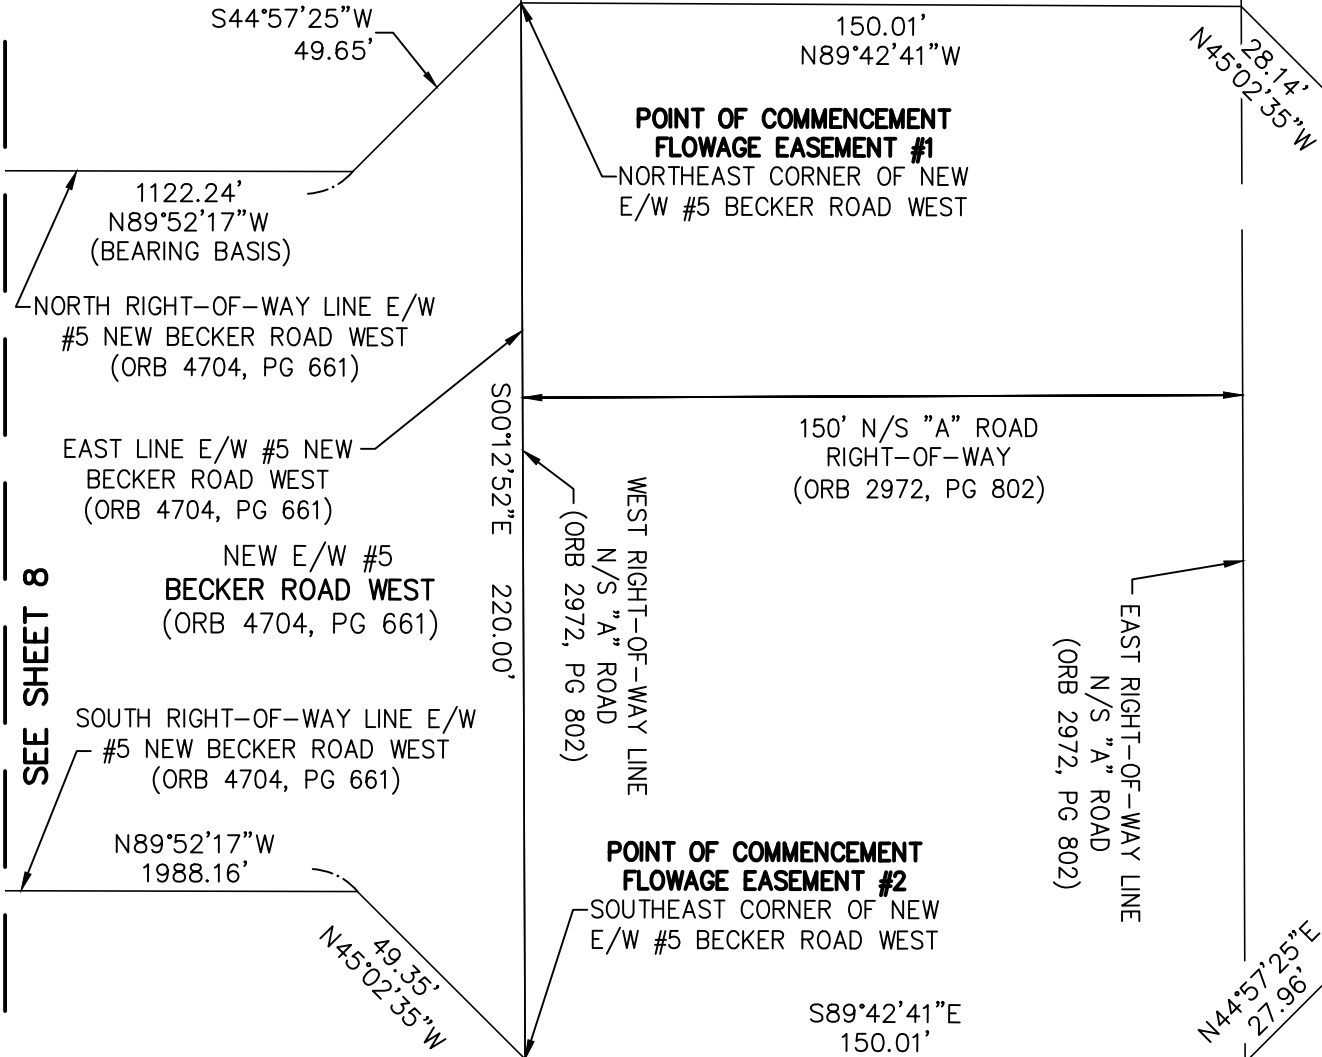 S44°57'25"W
49.65'
150.01'
N89°42'41"W
28.14'
N45°02'35"W
POINT OF COMMENCEMENT
FLOWAGE EASEMENT #1
NORTHEAST CORNER OF NEW
E/W #5 BECKER ROAD WEST
1122.24'
N89°52'17"W
(BEARING BASIS)
NORTH RIGHT-OF-WAY LINE E/W
#5 NEW BECKER ROAD WEST
(ORB 4704, PG 661)
EAST LINE E/W #5 NEW
BECKER ROAD WEST
(ORB 4704, PG 661)
S00°12'52"E 220.00'
150' N/S "A" ROAD
RIGHT-OF-WAY
(ORB 2972, PG 802)
WEST RIGHT-OF-WAY LINE
N/S "A" ROAD
(ORB 2972, PG 802)
EAST RIGHT-OF-WAY LINE
N/S "A" ROAD
(ORB 2972, PG 802)
NEW E/W #5
BECKER ROAD WEST
(ORB 4704, PG 661)
SEE SHEET 8
SOUTH RIGHT-OF-WAY LINE E/W
#5 NEW BECKER ROAD WEST
(ORB 4704, PG 661)
N89°52'17"W
1988.16'
49.35'
N45°02'35"W
POINT OF COMMENCEMENT
FLOWAGE EASEMENT #2
SOUTHEAST CORNER OF NEW
E/W #5 BECKER ROAD WEST
S89°42'41"E
150.01'
N44°57'25"E
27.96'